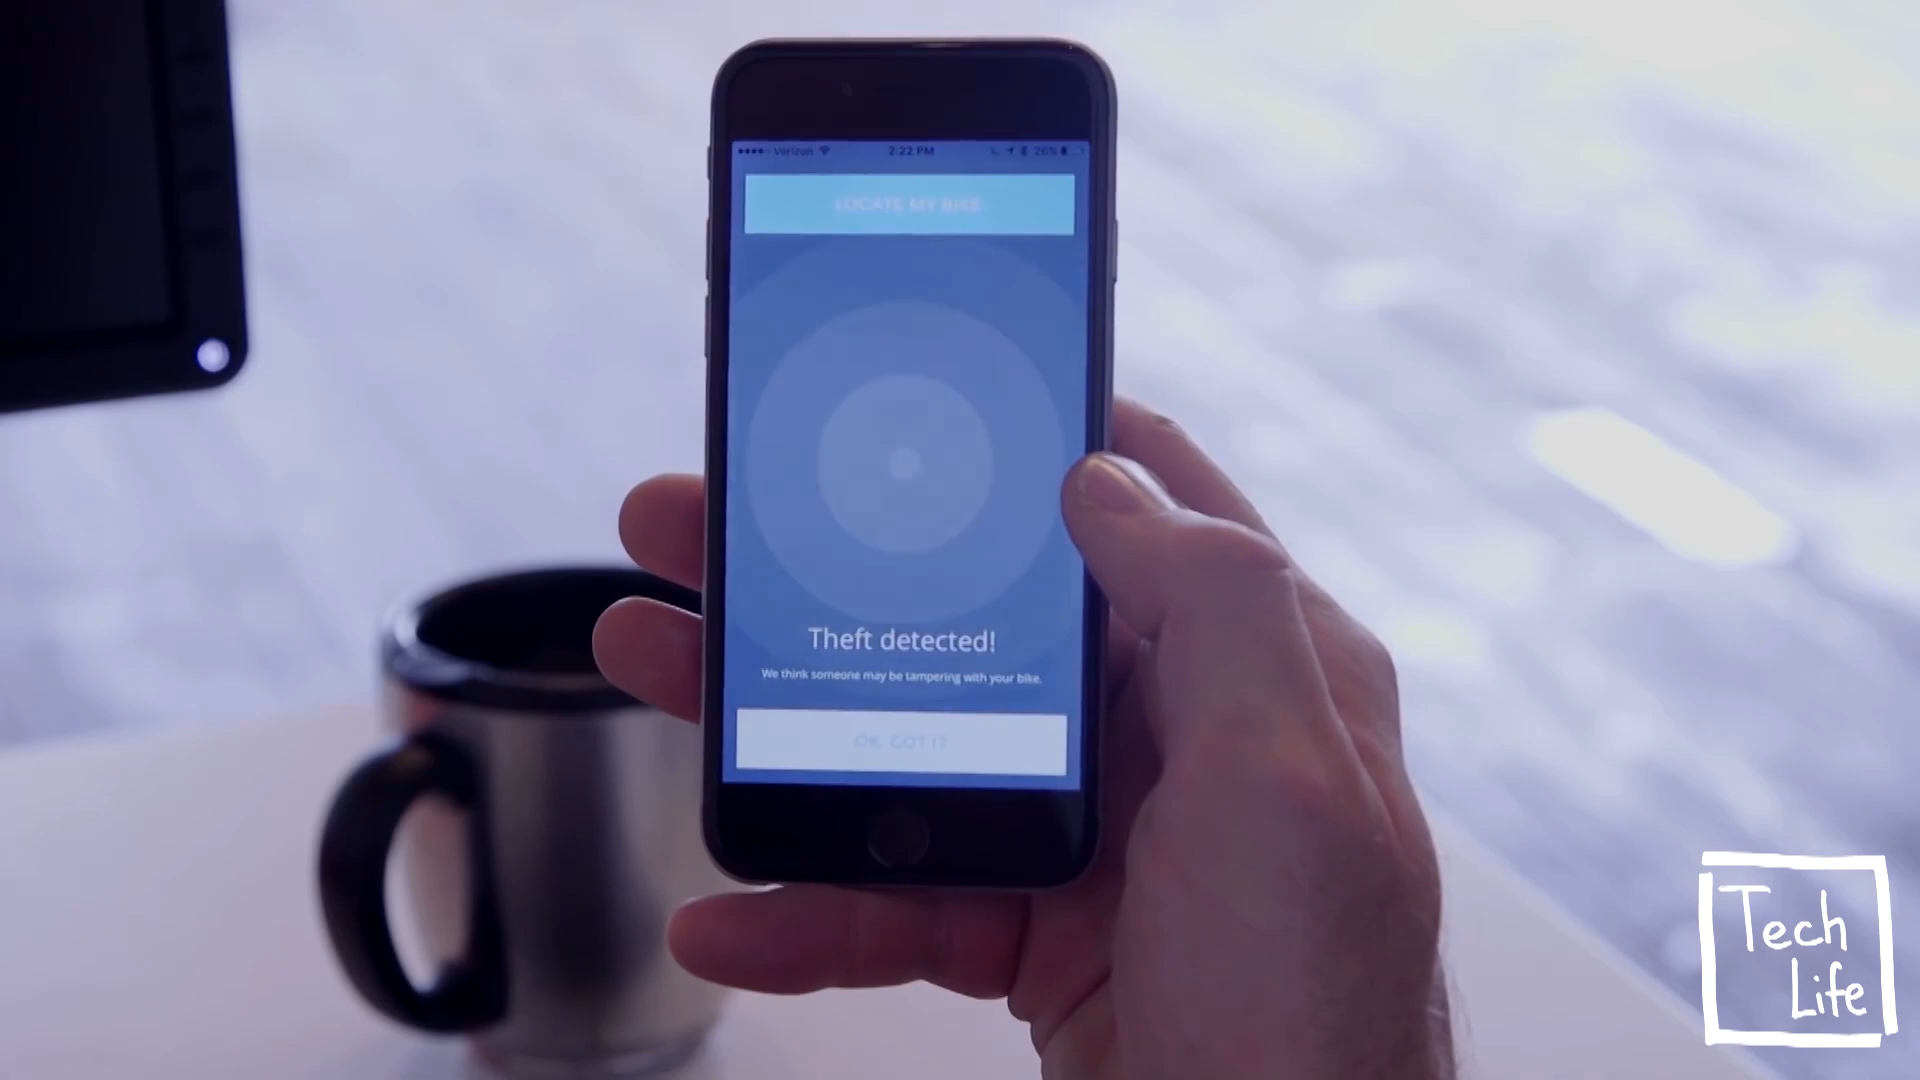 Verizon 2:22 PM 26%
LOCATE MY BIKE
Theft detected!
We think someone may be tampering with your bike.
OK, GOT IT
Tech
Life